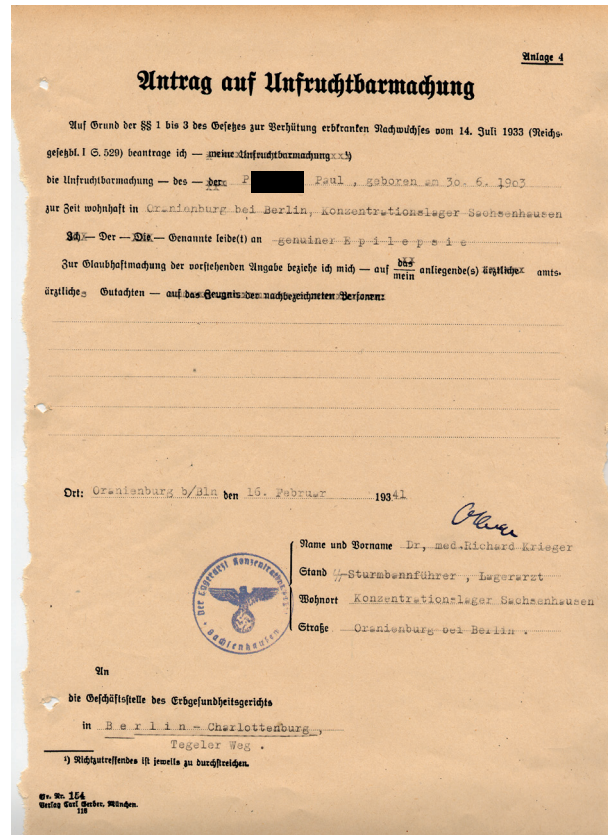 Anlage 4
Antrag auf Unfruchtbarmachung
Auf Grund der §§ 1 bis 3 des Gesetzes zur Verhütung erbkranken Nachwuchses vom 14. Juli 1933 (Reichs-
gesetzbl. I S. 529) beantrage ich — meine Unfruchtbarmachung ¹)
die Unfruchtbarmachung — des — der P Paul , geboren am 30. 6. 1903
zur Zeit wohnhaft in Oranienburg bei Berlin, Konzentrationslager Sachsenhausen
Ich — Der — Die — Genannte leide(t) an genuiner E p i l e p s i e
Zur Glaubhaftmachung der vorstehenden Angabe beziehe ich mich — auf das
mein anliegende(s) ärztliche amts-
ärztliche s Gutachten — auf das Zeugnis der nachbezeichneten Personen:
Ort: Oranienburg b/Bln den 16. Februar 1941
Name und Vorname Dr. med.Richard Krieger
Stand ᛋᛋ-Sturmbannführer , Lagerarzt
Wohnort Konzentrationslager Sachsenhausen
Straße Oranienburg bei Berlin .
Der Lagerarzt Konzentrationslager
Sachsenhausen
An
die Geschäftsstelle des Erbgesundheitsgerichts
in B e r l i n - Charlottenburg ,
Tegeler Weg .
¹) Nichtzutreffendes ist jeweils zu durchstreichen.
Gv. Nr. 154
Verlag Carl Gerber, München.